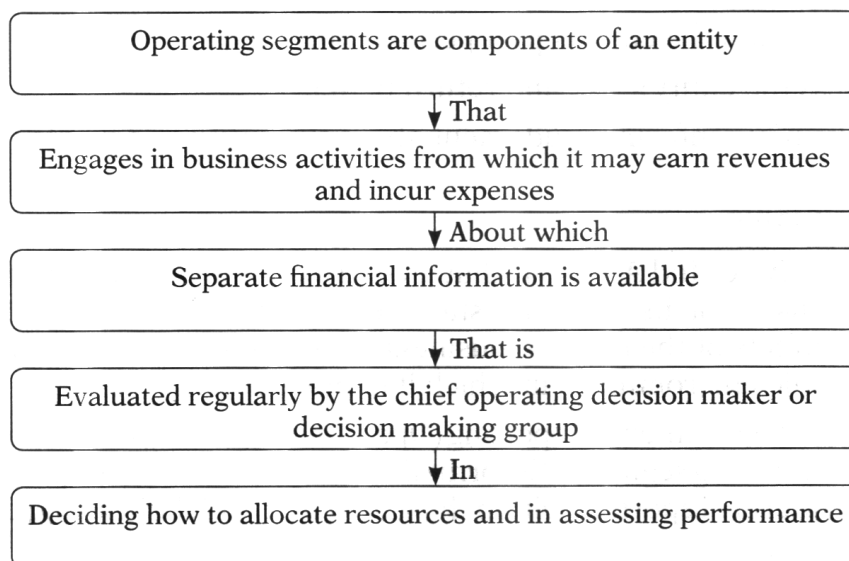 Operating segments are components of an entity
That
Engages in business activities from which it may earn revenues
and incur expenses
About which
Separate financial information is available
That is
Evaluated regularly by the chief operating decision maker or
decision making group
In
Deciding how to allocate resources and in assessing performance